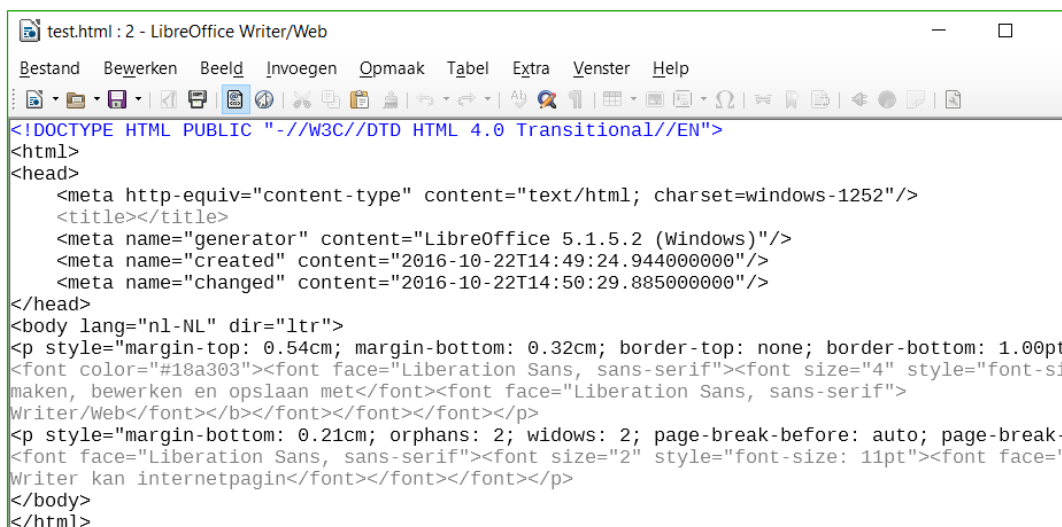 test.html : 2 - LibreOffice Writer/Web
Bestand Bewerken Beeld Invoegen Opmaak Tabel Extra Venster Help
<!DOCTYPE HTML PUBLIC "-//W3C//DTD HTML 4.0 Transitional//EN">
<html>
<head>
<meta http-equiv="content-type" content="text/html; charset=windows-1252"/>
<title></title>
<meta name="generator" content="LibreOffice 5.1.5.2 (Windows)"/>
<meta name="created" content="2016-10-22T14:49:24.944000000"/>
<meta name="changed" content="2016-10-22T14:50:29.885000000"/>
</head>
<body lang="nl-NL" dir="ltr">
<p style="margin-top: 0.54cm; margin-bottom: 0.32cm; border-top: none; border-bottom: 1.00pt
<font color="#18a303"><font face="Liberation Sans, sans-serif"><font size="4" style="font-si
maken, bewerken en opslaan met</font><font face="Liberation Sans, sans-serif">
Writer/Web</font></b></font></font></font></p>
<p style="margin-bottom: 0.21cm; orphans: 2; widows: 2; page-break-before: auto; page-break-
<font face="Liberation Sans, sans-serif"><font size="2" style="font-size: 11pt"><font face="
Writer kan internetpagin</font></font></font></p>
</body>
</html>